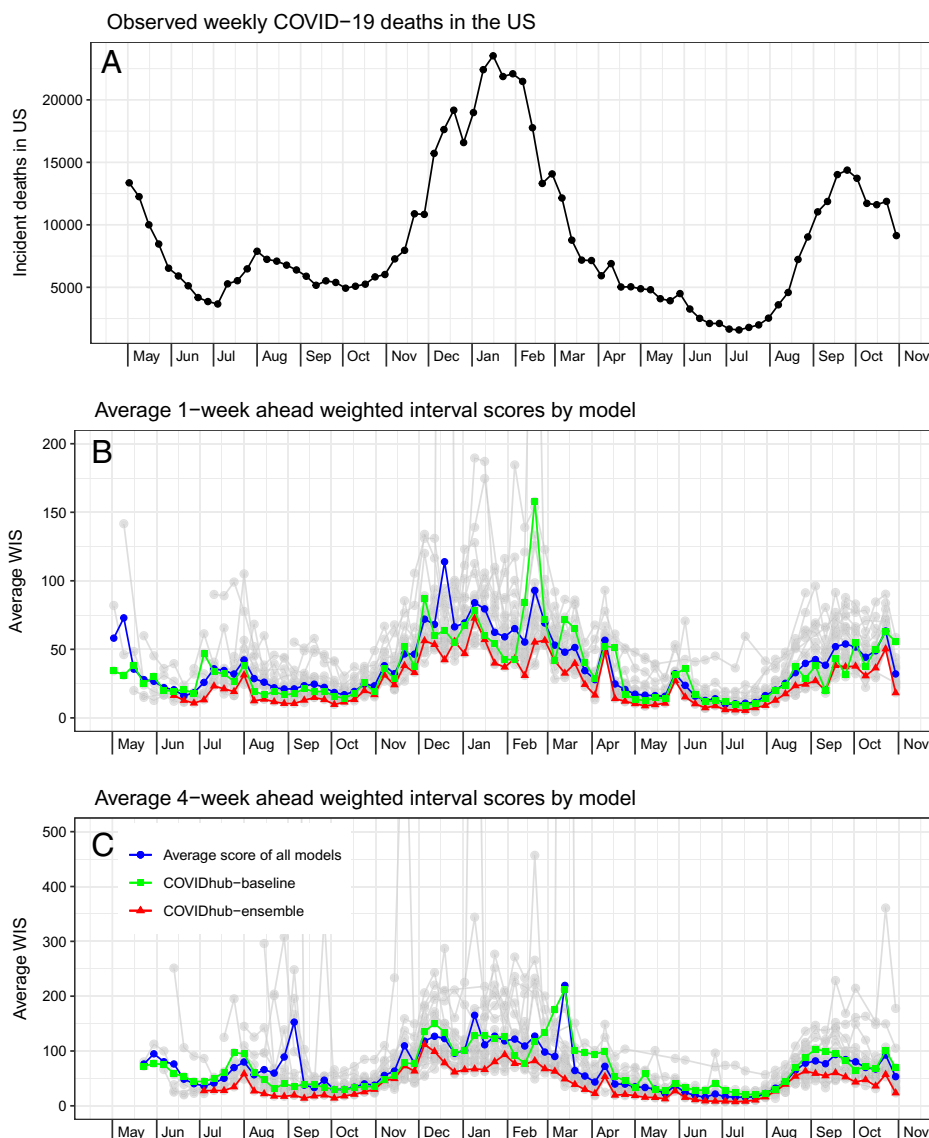 Observed weekly COVID−19 deaths in the US
A
Incident deaths in US
20000
15000
10000
5000
May Jun Jul Aug Sep Oct Nov Dec Jan Feb Mar Apr May Jun Jul Aug Sep Oct Nov
Average 1−week ahead weighted interval scores by model
B
Average WIS
200
150
100
50
0
May Jun Jul Aug Sep Oct Nov Dec Jan Feb Mar Apr May Jun Jul Aug Sep Oct Nov
Average 4−week ahead weighted interval scores by model
C
Average WIS
500
400
300
200
100
0
Average score of all models
COVIDhub−baseline
COVIDhub−ensemble
May Jun Jul Aug Sep Oct Nov Dec Jan Feb Mar Apr May Jun Jul Aug Sep Oct Nov